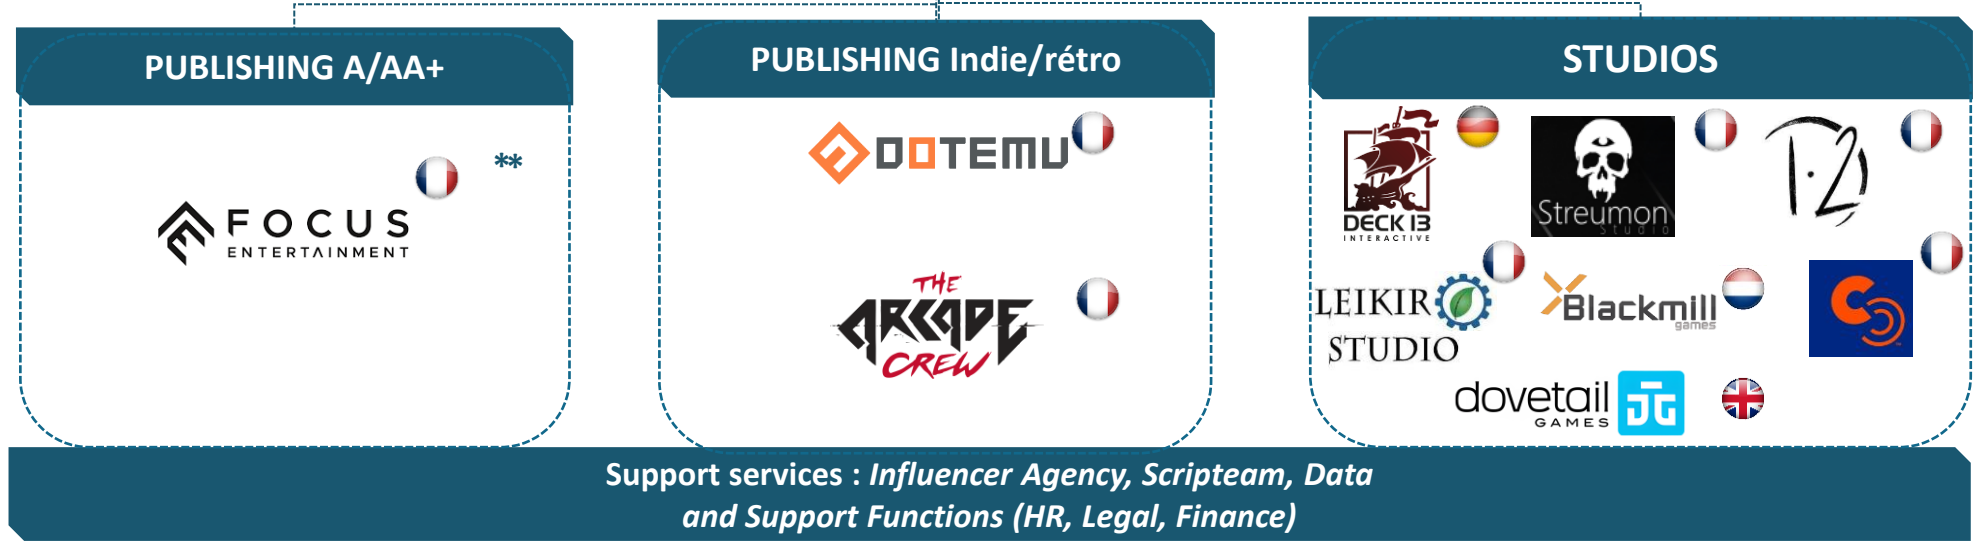 PUBLISHING A/AA+
**
FOCUS
ENTERTAINMENT
PUBLISHING Indie/rétro
DOTEMU
THE
ARCADE
CREW
STUDIOS
DECK 13
INTERACTIVE
Streumon
Studio
LEIKIR
STUDIO
Blackmill
games
dovetail
GAMES
Support services : Influencer Agency, Scripteam, Data
and Support Functions (HR, Legal, Finance)